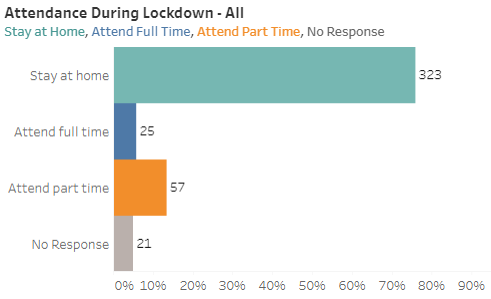 Attendance During Lockdown - All
Stay at Home, Attend Full Time, Attend Part Time, No Response
Stay at home 323
Attend full time 25
Attend part time 57
No Response 21
0% 10% 20% 30% 40% 50% 60% 70% 80% 90%